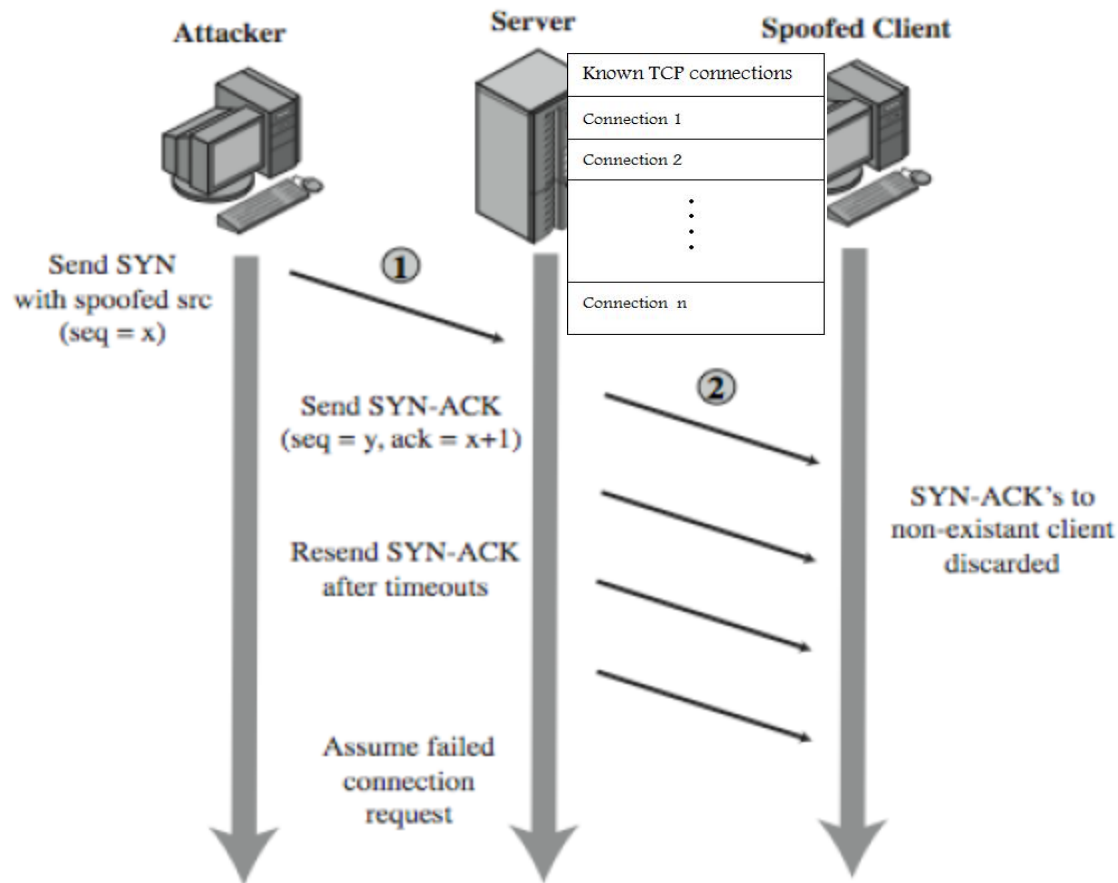 Attacker
Server
Spoofed Client
Known TCP connections
Connection 1
Connection 2
Connection n
Send SYN
with spoofed src
(seq = x)
1
Send SYN-ACK
(seq = y, ack = x+1)
2
SYN-ACK's to
non-existant client
discarded
Resend SYN-ACK
after timeouts
Assume failed
connection
request